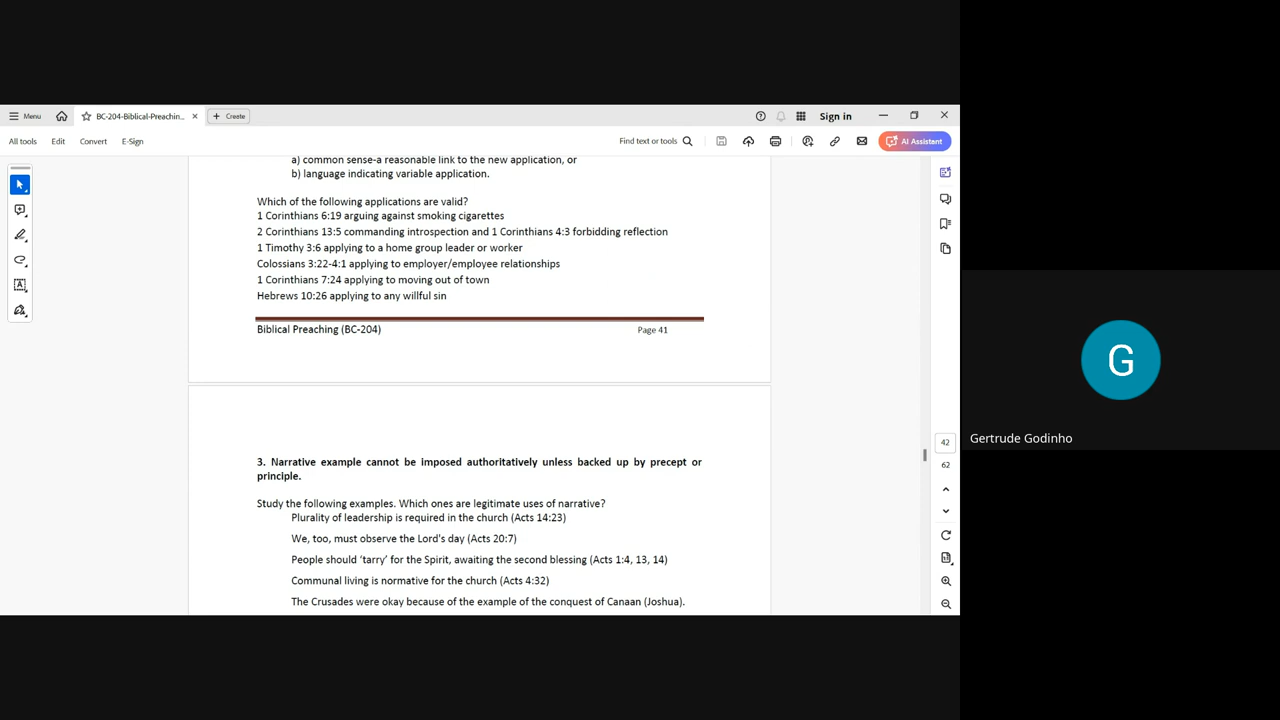 Menu
BC-204-Biblical-Preachin...
Create
Sign in
All tools
Edit
Convert
E-Sign
Find text or tools
AI Assistant
a) common sense-a reasonable link to the new application, or
b) language indicating variable application.
Which of the following applications are valid?
1 Corinthians 6:19 arguing against smoking cigarettes
2 Corinthians 13:5 commanding introspection and 1 Corinthians 4:3 forbidding reflection
1 Timothy 3:6 applying to a home group leader or worker
Colossians 3:22-4:1 applying to employer/employee relationships
1 Corinthians 7:24 applying to moving out of town
Hebrews 10:26 applying to any willful sin
Biblical Preaching (BC-204) Page 41
3. Narrative example cannot be imposed authoritatively unless backed up by precept or
principle.
Study the following examples. Which ones are legitimate uses of narrative?
Plurality of leadership is required in the church (Acts 14:23)
We, too, must observe the Lord's day (Acts 20:7)
People should 'tarry' for the Spirit, awaiting the second blessing (Acts 1:4, 13, 14)
Communal living is normative for the church (Acts 4:32)
The Crusades were okay because of the example of the conquest of Canaan (Joshua).
42
62
G
Gertrude Godinho